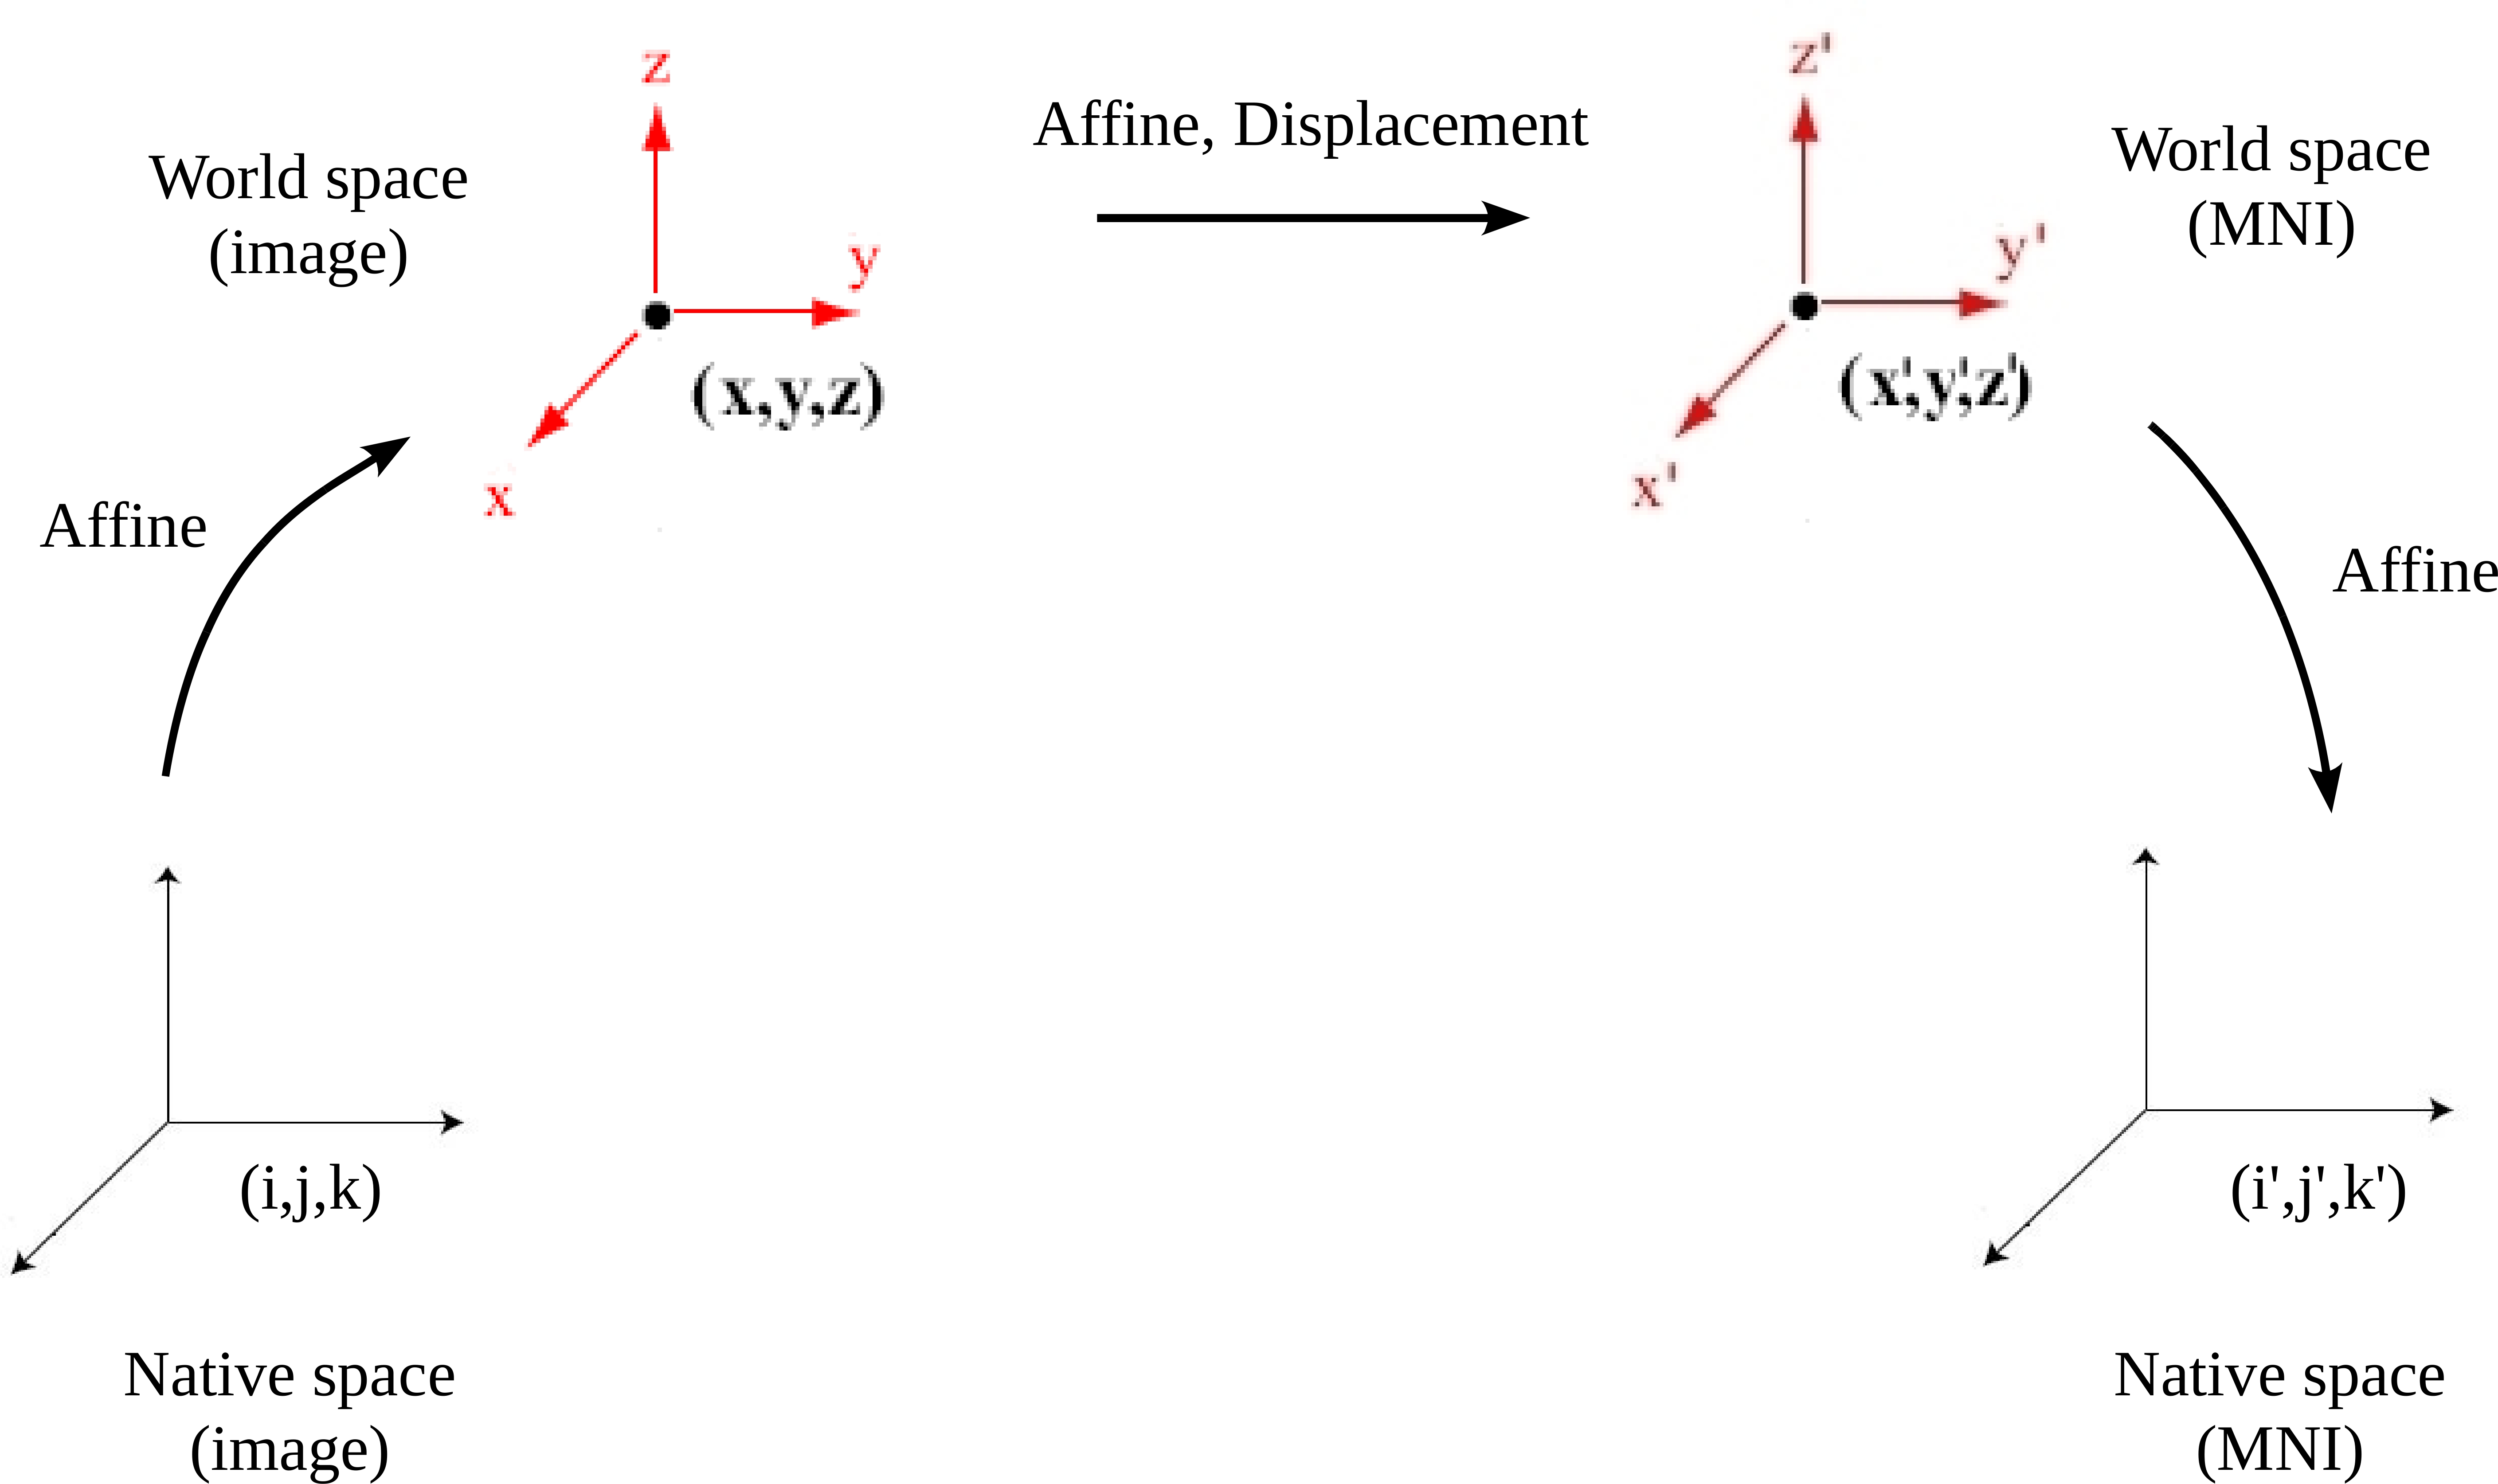 z
z'
Affine, Displacement
World space
(image)
World space
(MNI)
y
y'
(x,y,z)
(x',y',z')
x
x'
Affine
Affine
(i,j,k)
(i',j',k')
Native space
(image)
Native space
(MNI)